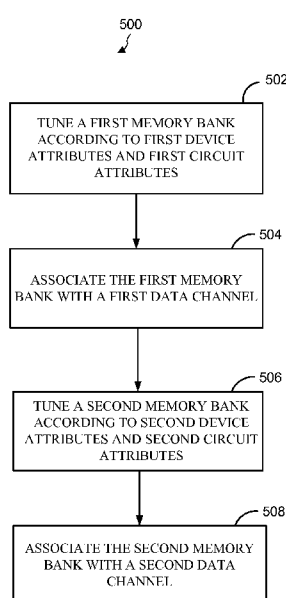 500
502
TUNE A FIRST MEMORY BANK
ACCORDING TO FIRST DEVICE
ATTRIBUTES AND FIRST CIRCUIT
ATTRIBUTES
504
ASSOCIATE THE FIRST MEMORY
BANK WITH A FIRST DATA CHANNEL
506
TUNE A SECOND MEMORY BANK
ACCORDING TO SECOND DEVICE
ATTRIBUTES AND SECOND CIRCUIT
ATTRIBUTES
508
ASSOCIATE THE SECOND MEMORY
BANK WITH A SECOND DATA
CHANNEL